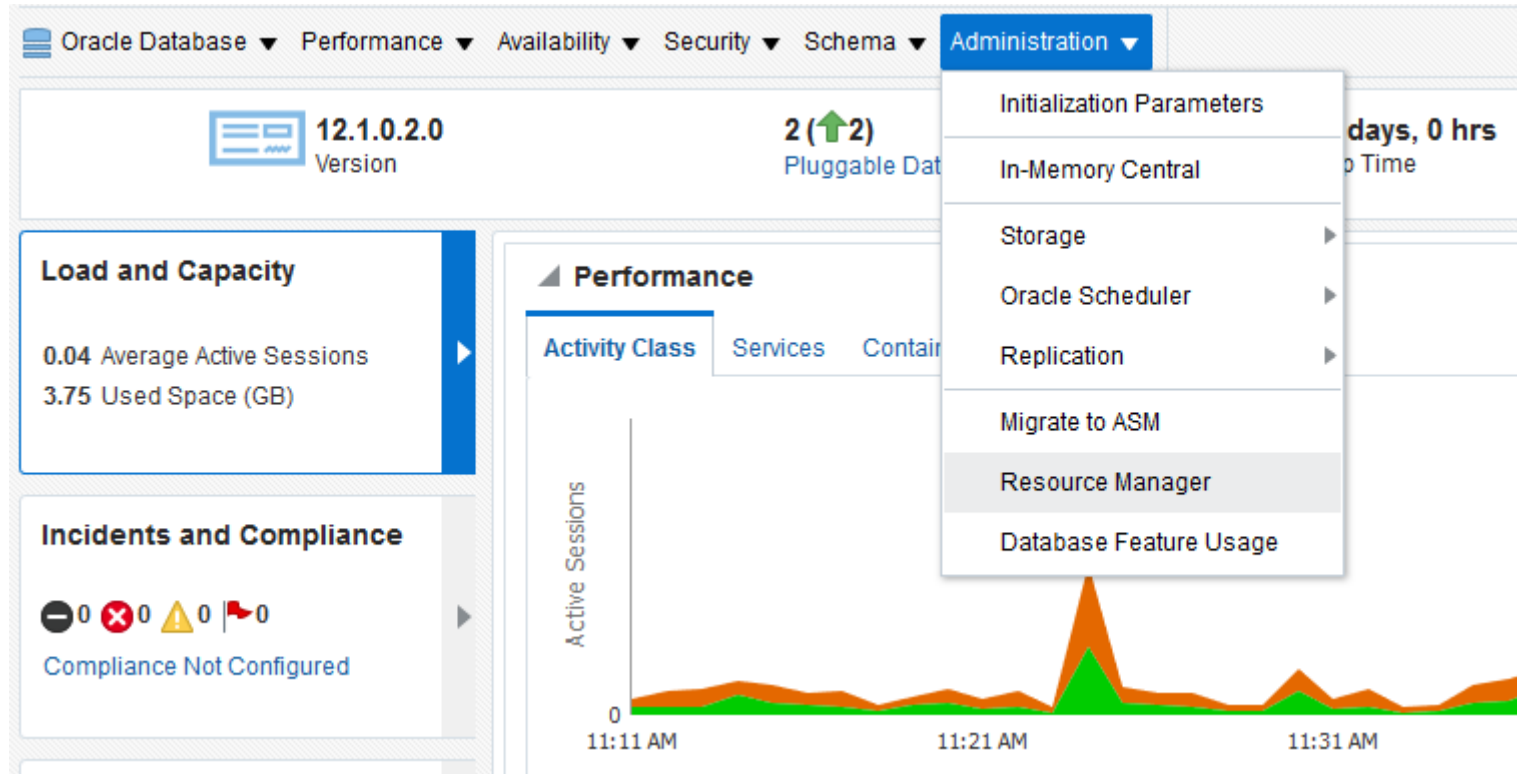 Oracle Database Performance Availability Security Schema Administration
12.1.0.2.0
Version
2 (2)
Pluggable
days, 0 hrs
Time
Initialization Parameters
In-Memory Central
Storage
Oracle Scheduler
Replication
Migrate to ASM
Resource Manager
Database Feature Usage
Load and Capacity
0.04 Average Active Sessions
3.75 Used Space (GB)
Incidents and Compliance
0 0 0 0
Compliance Not Configured
Performance
Activity Class Services
Active Sessions
0
11:11 AM 11:21 AM 11:31 AM